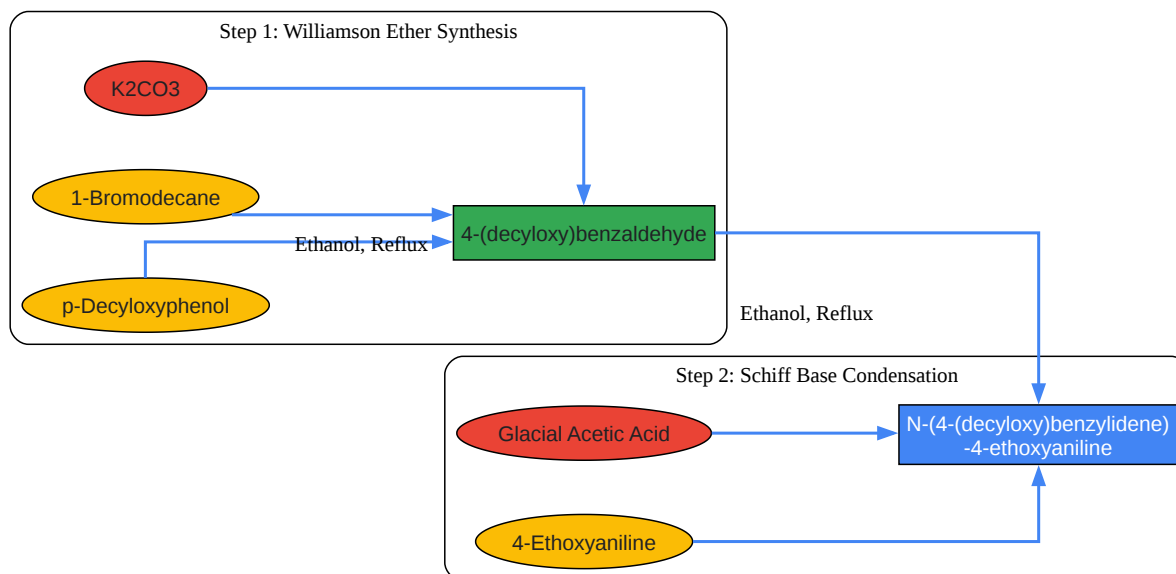 Step 1: Williamson Ether Synthesis
K2CO3
1-Bromodecane
4-(decyloxy)benzaldehyde
Ethanol, Reflux
p-Decyloxyphenol
Ethanol, Reflux
Step 2: Schiff Base Condensation
Glacial Acetic Acid
N-(4-(decyloxy)benzylidene)
-4-ethoxyaniline
4-Ethoxyaniline